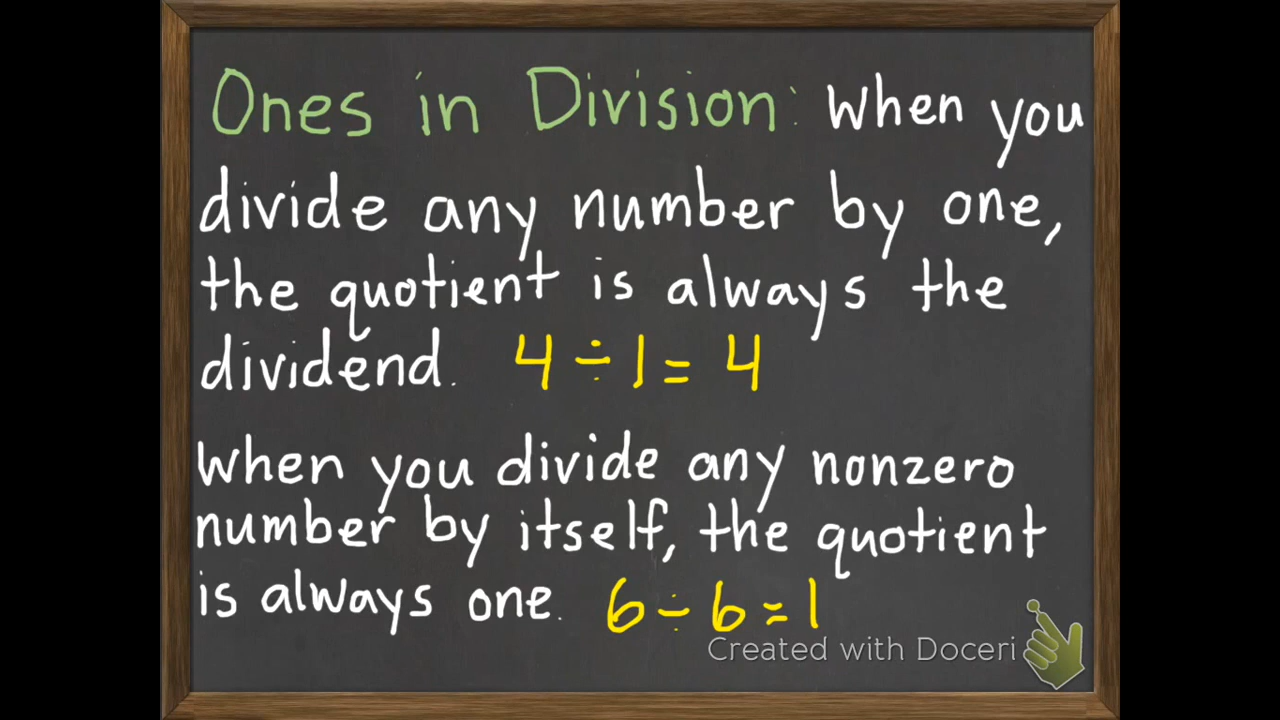 Ones in Division: When you
divide any number by one,
the quotient is always the
dividend. 4 ÷ 1 = 4
When you divide any nonzero
number by itself, the quotient
is always one. 6 ÷ 6 = 1
Created with Doceri